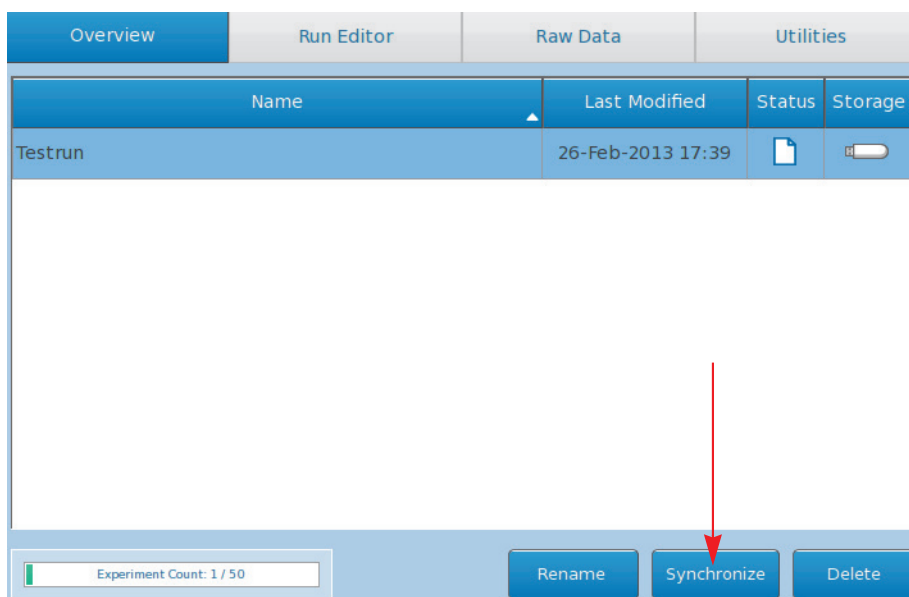 Overview Run Editor Raw Data Utilities
Name Last Modified Status Storage
Testrun 26-Feb-2013 17:39
Experiment Count: 1 / 50 Rename Synchronize Delete